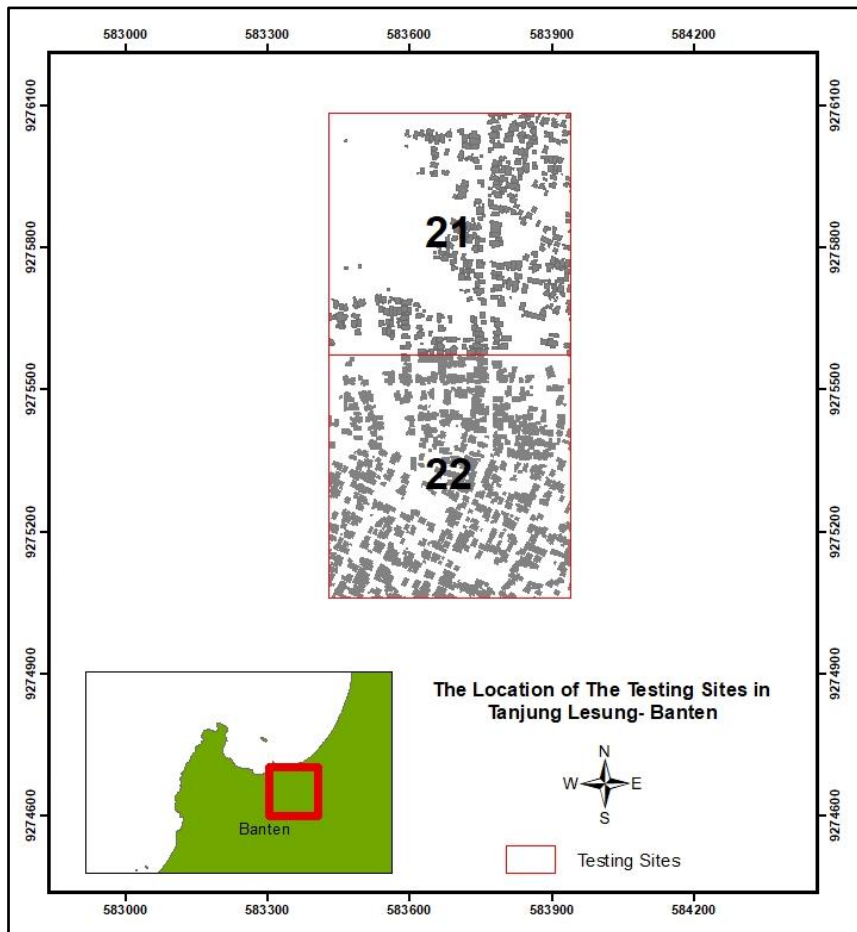 583000 583300 583600 583900 584200
9276100 9276100
21
9275800 9275800
9275500 9275500
22
9275200 9275200
9274900 9274900
The Location of The Testing Sites in
Tanjung Lesung- Banten
N
W E
S
9274600 9274600
Banten
Testing Sites
583000 583300 583600 583900 584200